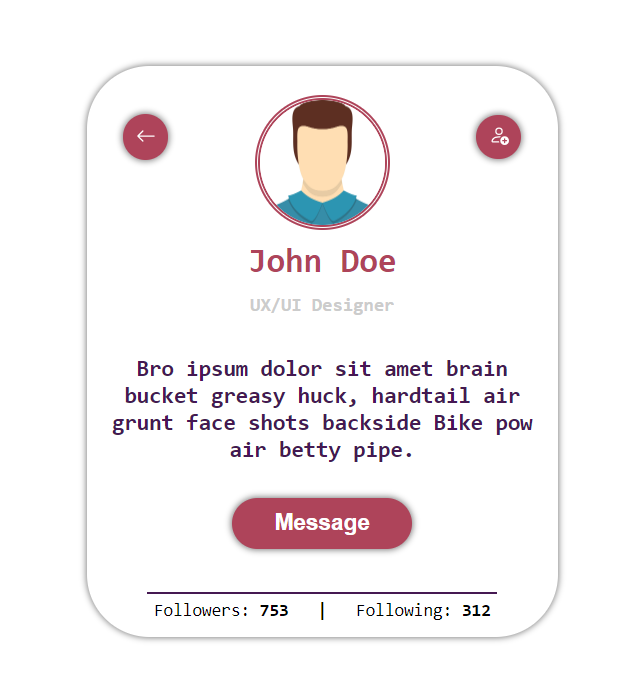 John Doe
UX/UI Designer
Bro ipsum dolor sit amet brain
bucket greasy huck, hardtail air
grunt face shots backside Bike pow
air betty pipe.
Message
Followers: 753 | Following: 312